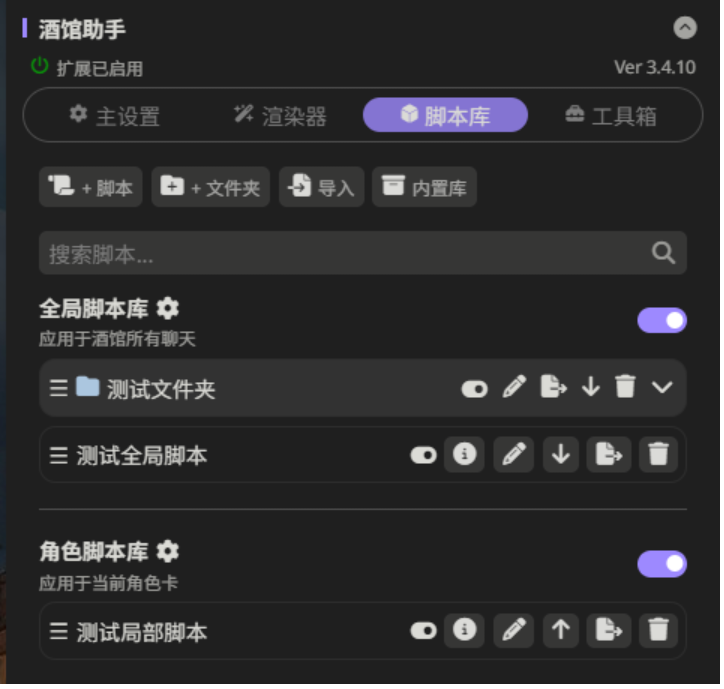 酒馆助手
扩展已启用 Ver 3.4.10
主设置 渲染器 脚本库 工具箱
+ 脚本 + 文件夹 导入 内置库
搜索脚本...
全局脚本库
应用于酒馆所有聊天
测试文件夹
测试全局脚本
角色脚本库
应用于当前角色卡
测试局部脚本